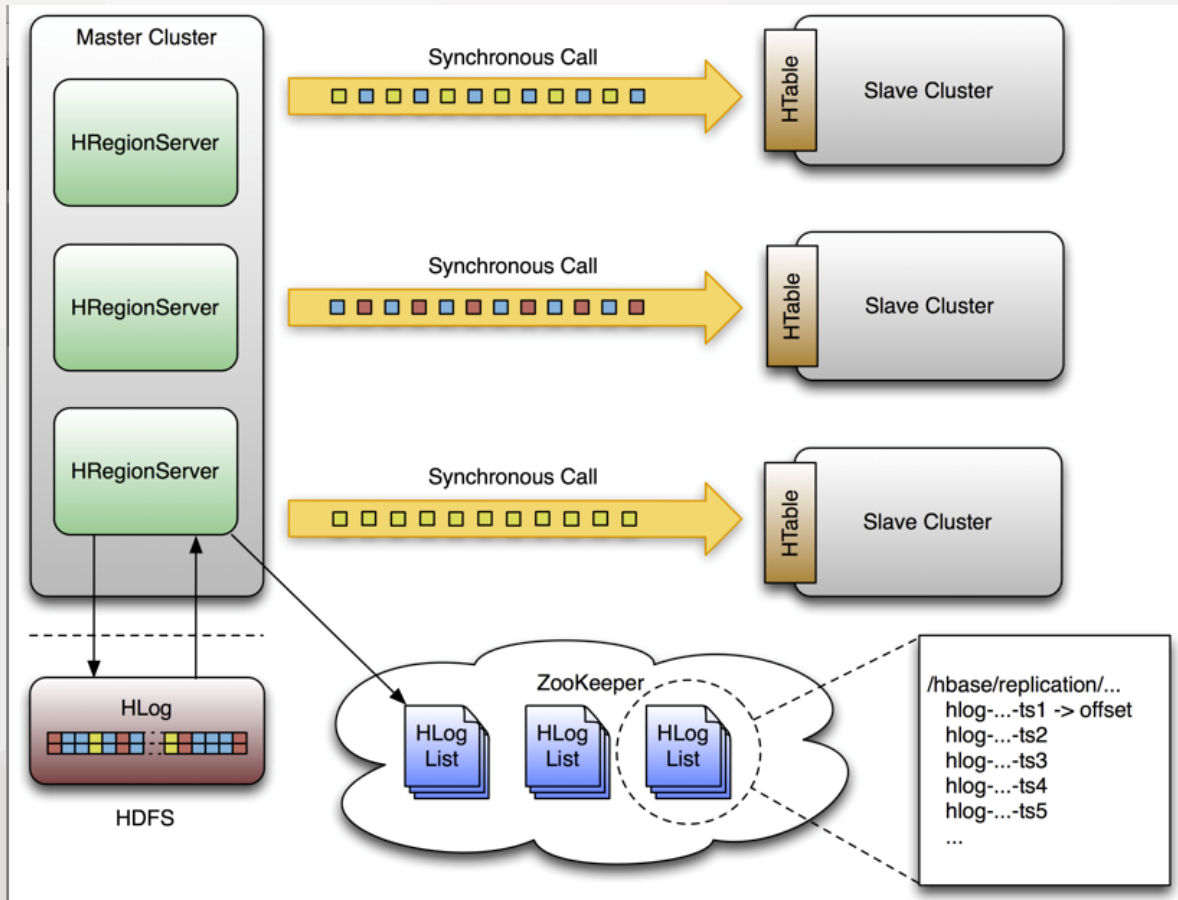 Master Cluster
HRegionServer
HRegionServer
HRegionServer
Synchronous Call
HTable
Slave Cluster
Synchronous Call
HTable
Slave Cluster
Synchronous Call
HTable
Slave Cluster
HLog
HDFS
ZooKeeper
HLog
List
HLog
List
HLog
List
/hbase/replication/...
hlog-...-ts1 -> offset
hlog-...-ts2
hlog-...-ts3
hlog-...-ts4
hlog-...-ts5
...